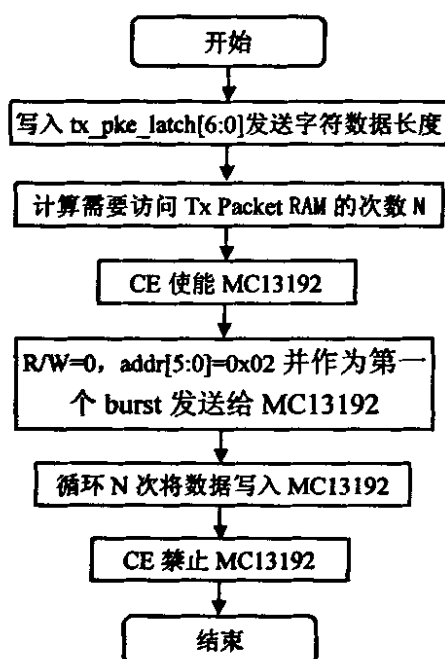 开始
写入 tx_pke_latch[6:0]发送字符数据长度
计算需要访问 Tx Packet RAM 的次数 N
CE 使能 MC13192
R/W=0，addr[5:0]=0x02 并作为第一
个 burst 发送给 MC13192
循环 N 次将数据写入 MC13192
CE 禁止 MC13192
结束